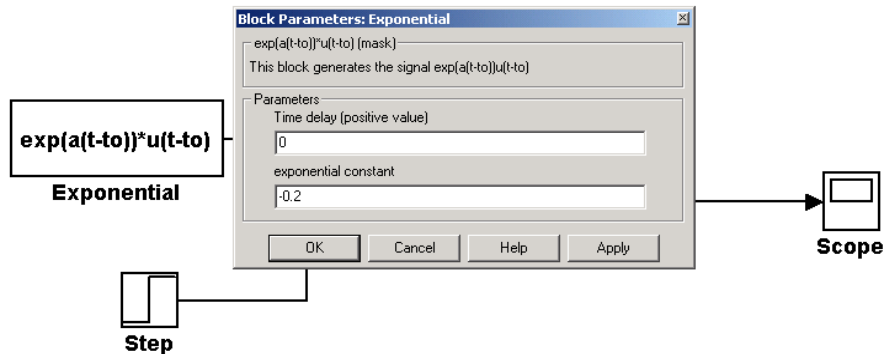 Block Parameters: Exponential
exp(a(t-to))*u(t-to) (mask)
This block generates the signal exp(a(t-to))u(t-to)
Parameters
Time delay (positive value)
0
exponential constant
-0.2
OK Cancel Help Apply
exp(a(t-to)*u(t-to)
Exponential
Scope
Step